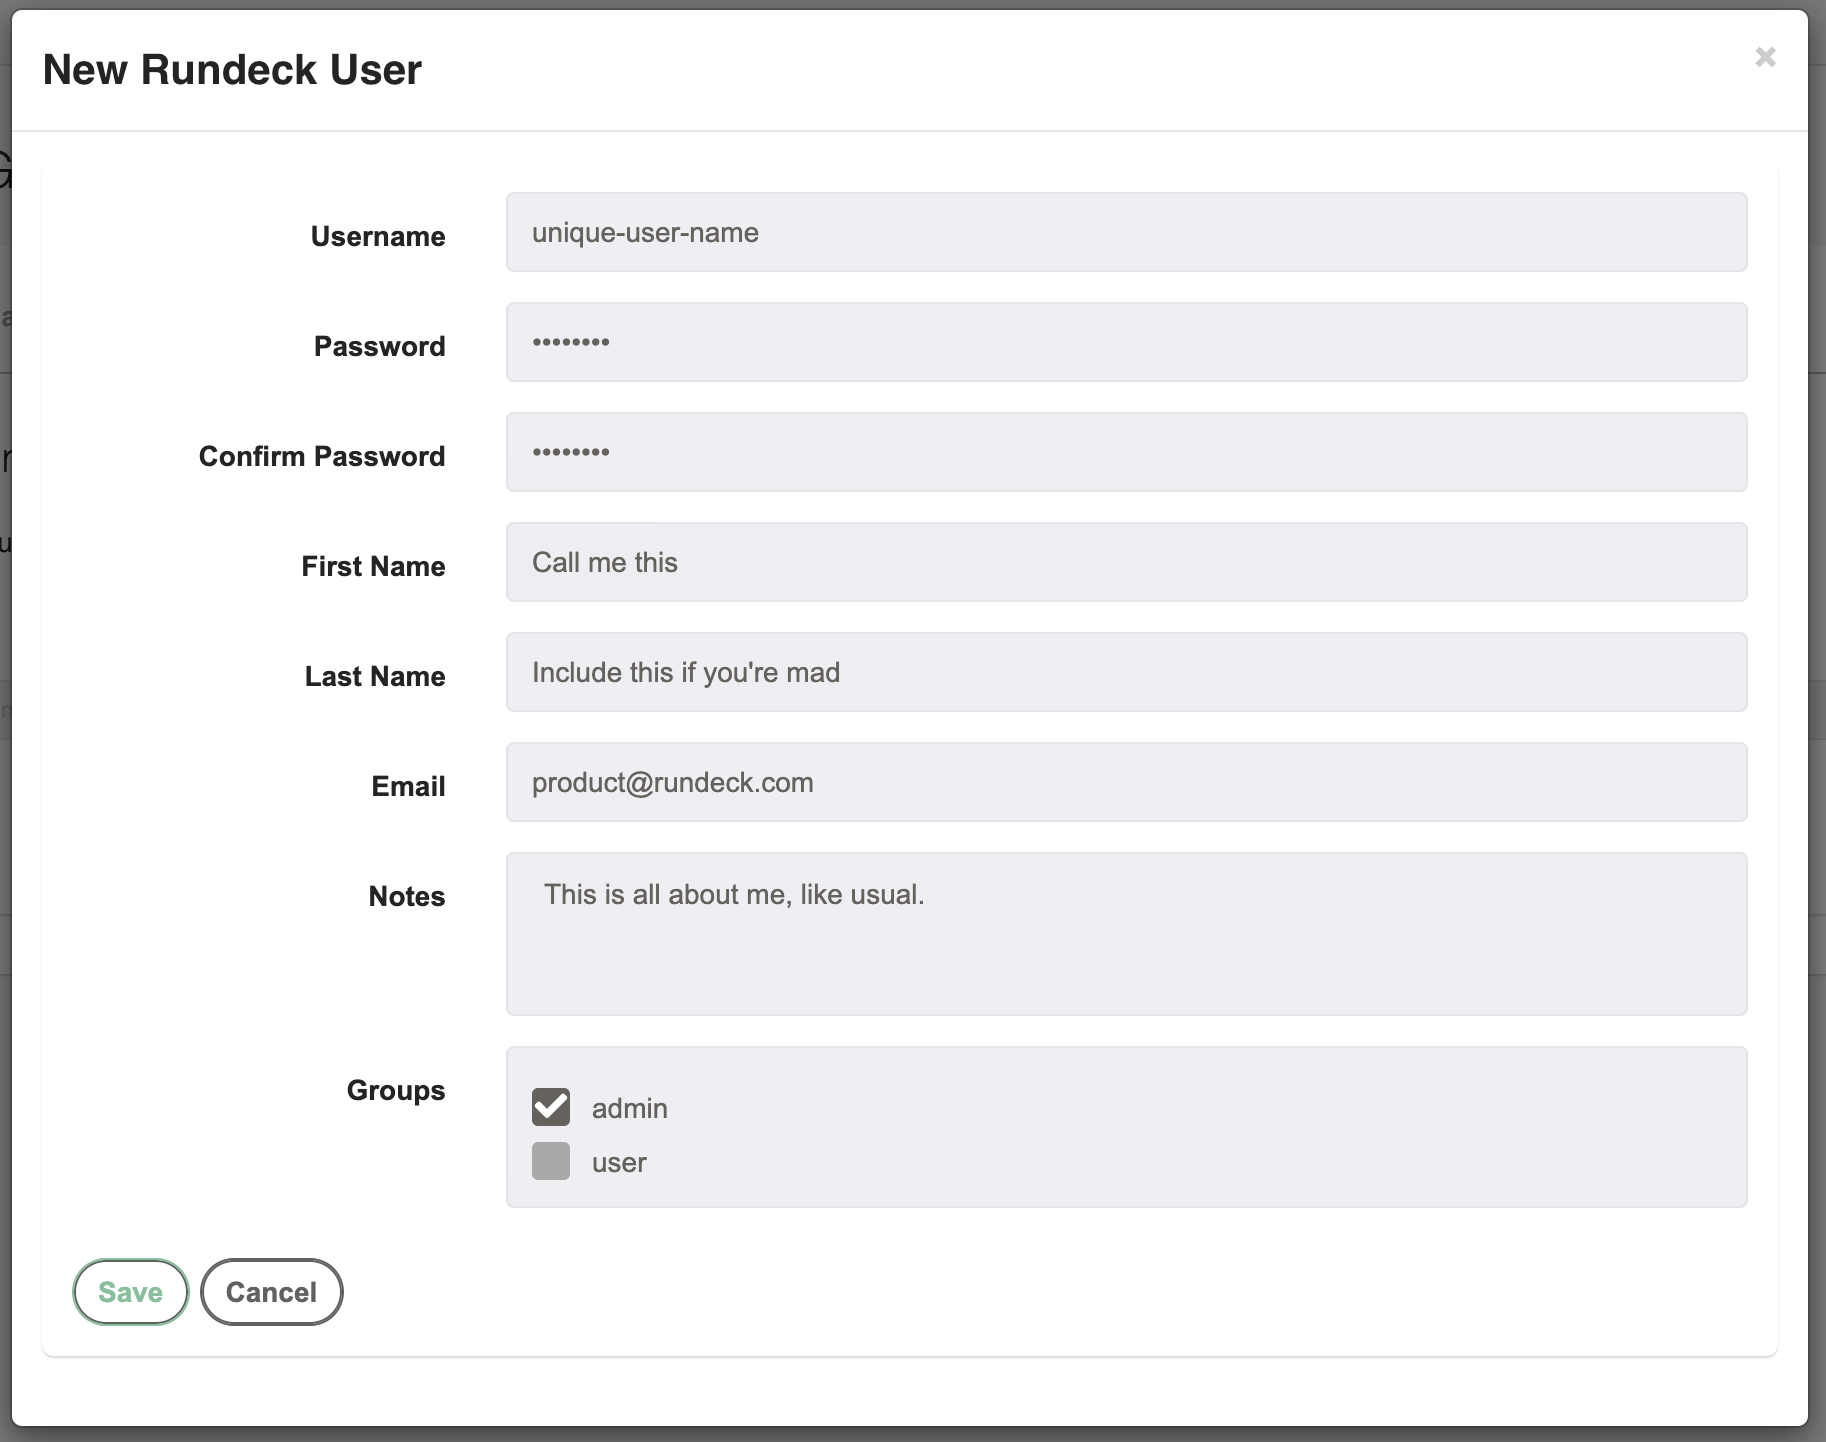 New Rundeck User
×
Username
unique-user-name
Password
••••••••
Confirm Password
••••••••
First Name
Call me this
Last Name
Include this if you're mad
Email
product@rundeck.com
Notes
This is all about me, like usual.
Groups
admin
user
Save
Cancel